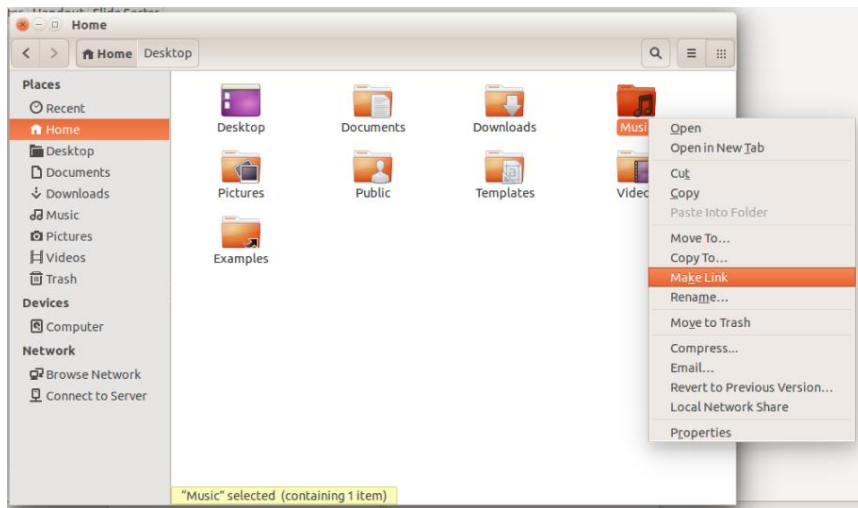 Home
Home Desktop
Places
Recent
Home
Desktop
Documents
Downloads
Music
Pictures
Videos
Trash
Devices
Computer
Network
Browse Network
Connect to Server
Desktop Documents Downloads Musi
Pictures Public Templates Videc
Examples
Open
Open in New Tab
Cut
Copy
Paste Into Folder
Move To...
Copy To...
Make Link
Rename...
Move to Trash
Compress...
Email...
Revert to Previous Version...
Local Network Share
Properties
"Music" selected (containing 1 item)